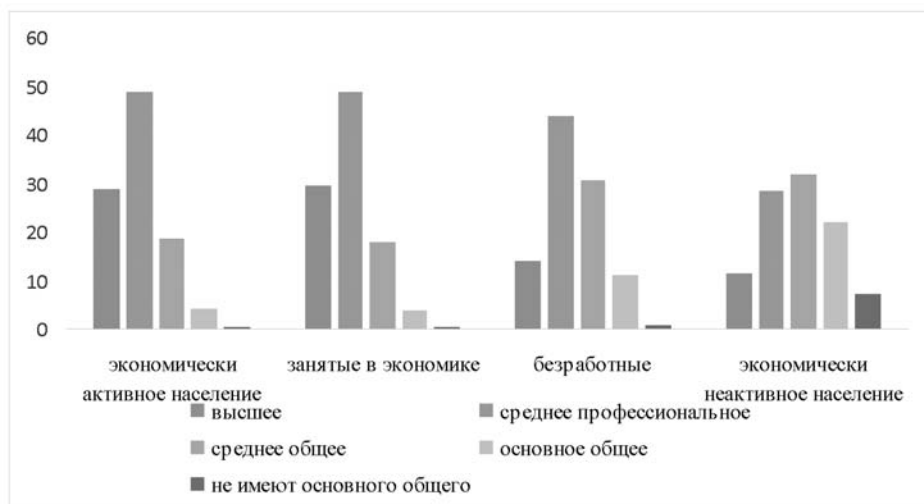 60
50
40
30
20
10
0
экономически активное население
занятые в экономике
безработные
экономически неактивное население
высшее
среднее профессиональное
среднее общее
основное общее
не имеют основного общего